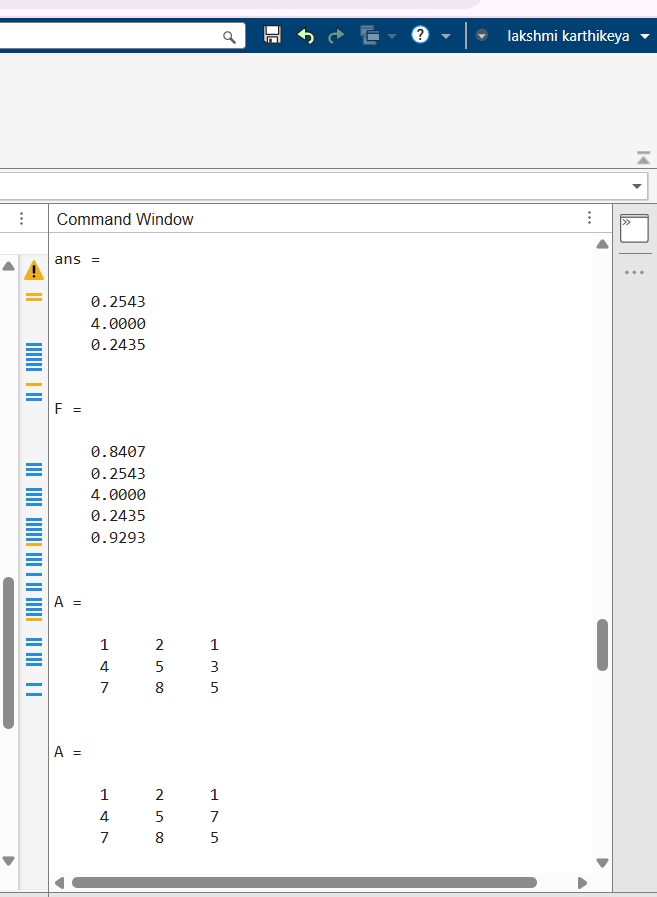 ? lakshmi karthikeya
Command Window
>>
ans =
0.2543
4.0000
0.2435
F =
0.8407
0.2543
4.0000
0.2435
0.9293
A =
1 2 1
4 5 3
7 8 5
A =
1 2 1
4 5 7
7 8 5